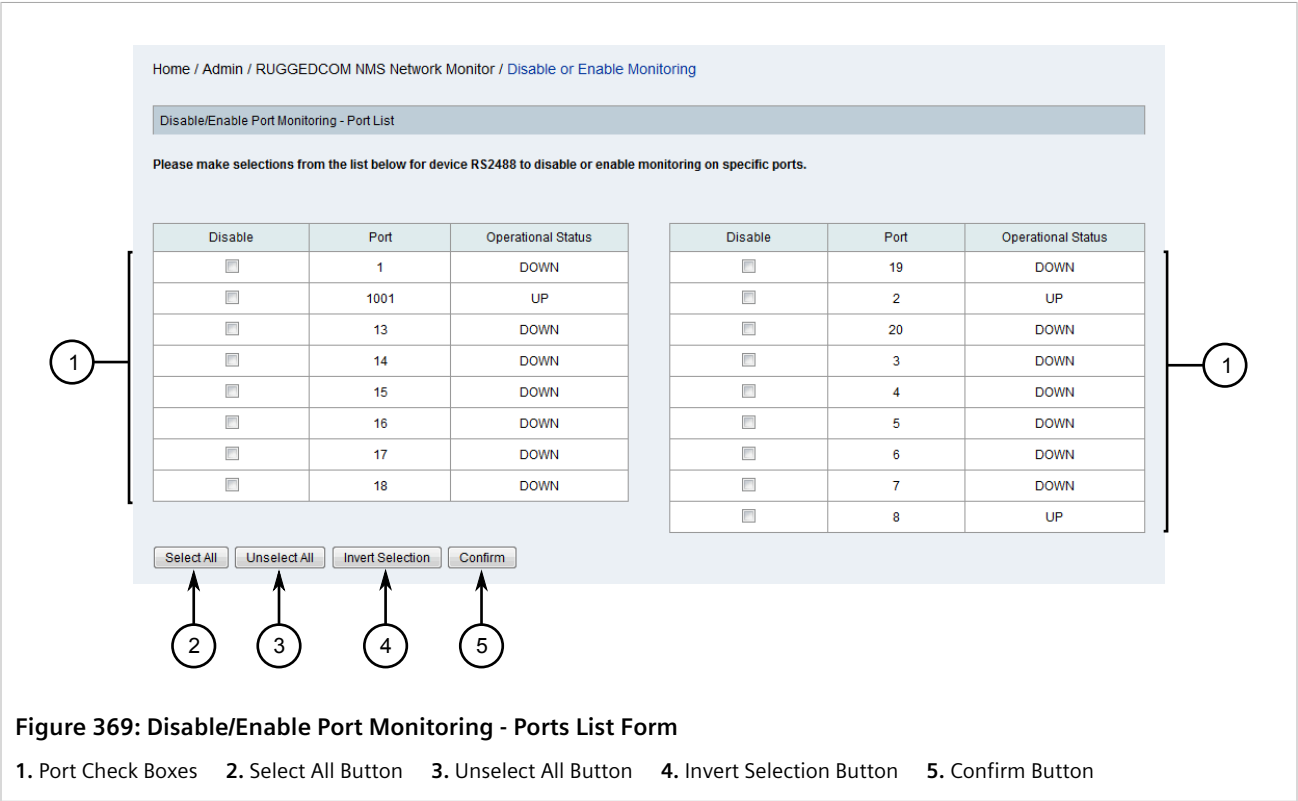 Home / Admin / RUGGEDCOM NMS Network Monitor / Disable or Enable Monitoring
Disable/Enable Port Monitoring - Port List
Please make selections from the list below for device RS2488 to disable or enable monitoring on specific ports.
Disable Port Operational Status
1 DOWN
1001 UP
13 DOWN
14 DOWN
15 DOWN
16 DOWN
17 DOWN
18 DOWN
1
Disable Port Operational Status
19 DOWN
2 UP
20 DOWN
3 DOWN
4 DOWN
5 DOWN
6 DOWN
7 DOWN
8 UP
1
Select All Unselect All Invert Selection Confirm
2 3 4 5
Figure 369: Disable/Enable Port Monitoring - Ports List Form
1. Port Check Boxes 2. Select All Button 3. Unselect All Button 4. Invert Selection Button 5. Confirm Button